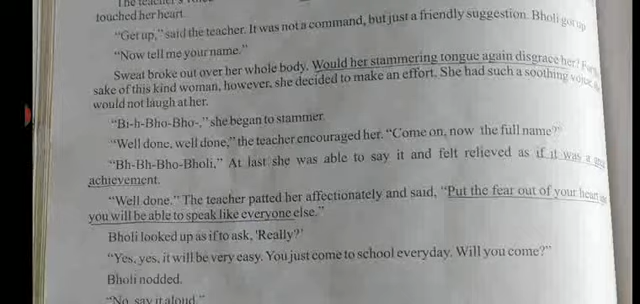 The teacher's
touched her heart.
"Get up," said the teacher. It was not a command, but just a friendly suggestion. Bholi got up
"Now tell me your name."
Sweat broke out over her whole body. Would her stammering tongue again disgrace her?
sake of this kind woman, however, she decided to make an effort. She had such a soothing voice,
would not laugh at her.
"Bh-h-Bho-Bho-," she began to stammer.
"Well done, well done," the teacher encouraged her. "Come on, now the full name?"
"Bh-Bh-Bho-Bholi," At last she was able to say it and felt relieved as if it was a
achievement.
"Well done." The teacher patted her affectionately and said, "Put the fear out of your heart
you will be able to speak like everyone else."
Bholi looked up as if to ask, 'Really?'
"Yes, yes, it will be very easy. You just come to school everyday. Will you come?"
Bholi nodded.
"No, say it aloud."